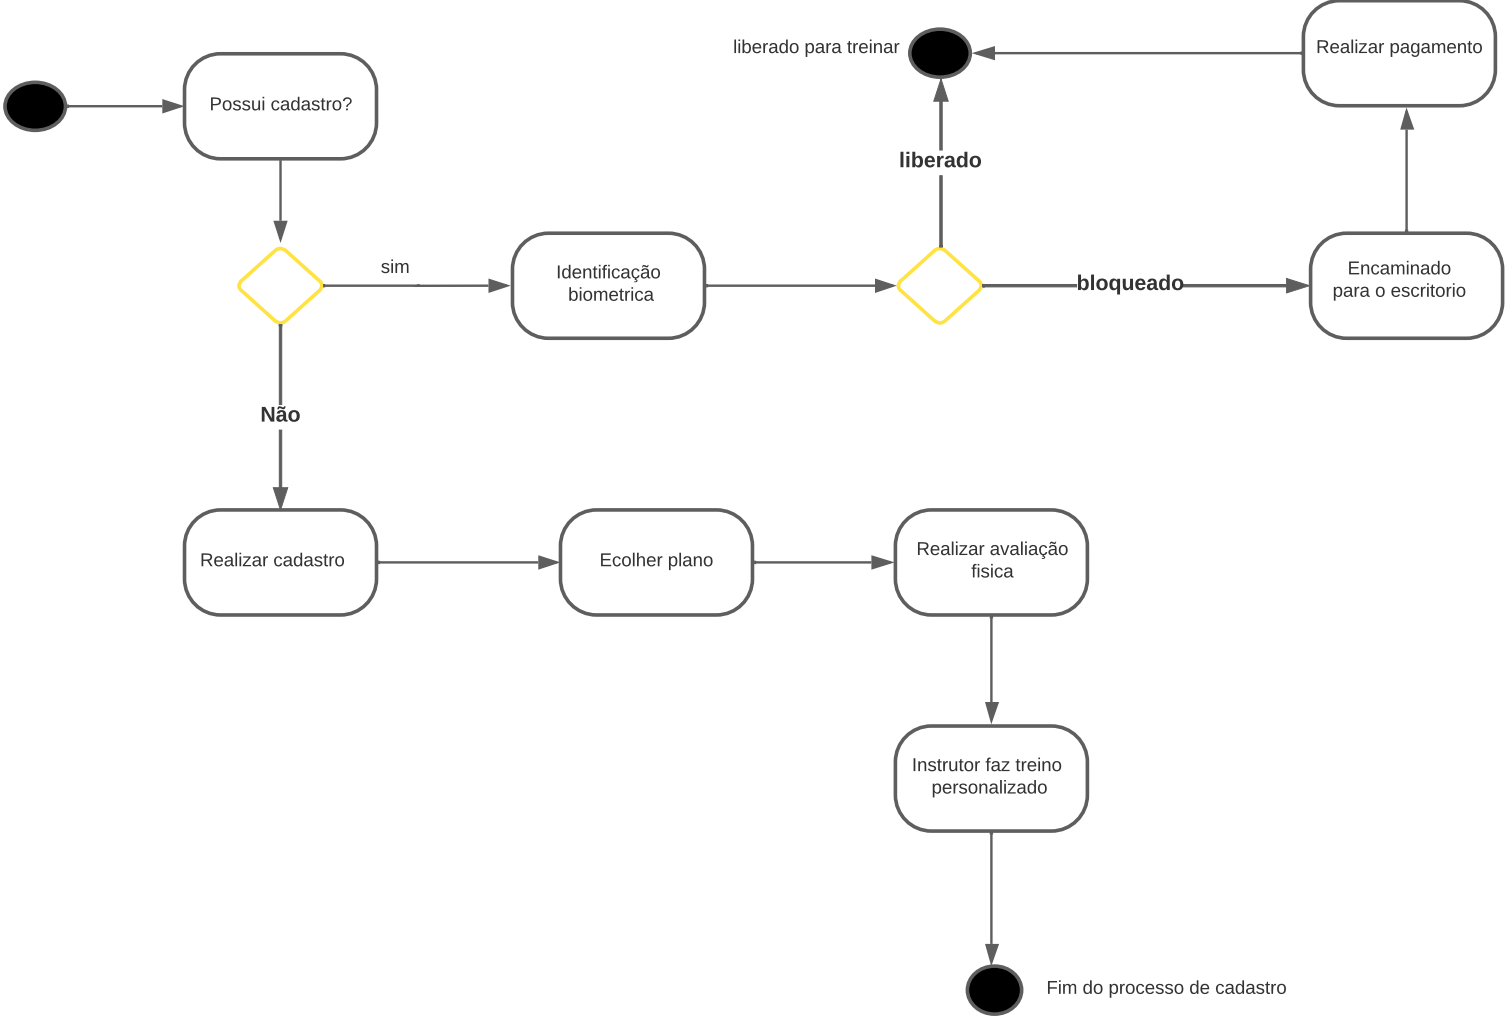 liberado para treinar
Realizar pagamento
Possui cadastro?
liberado
sim
Identificação
biometrica
bloqueado
Encaminado
para o escritorio
Não
Realizar cadastro
Ecolher plano
Realizar avaliação
fisica
Instrutor faz treino
personalizado
Fim do processo de cadastro